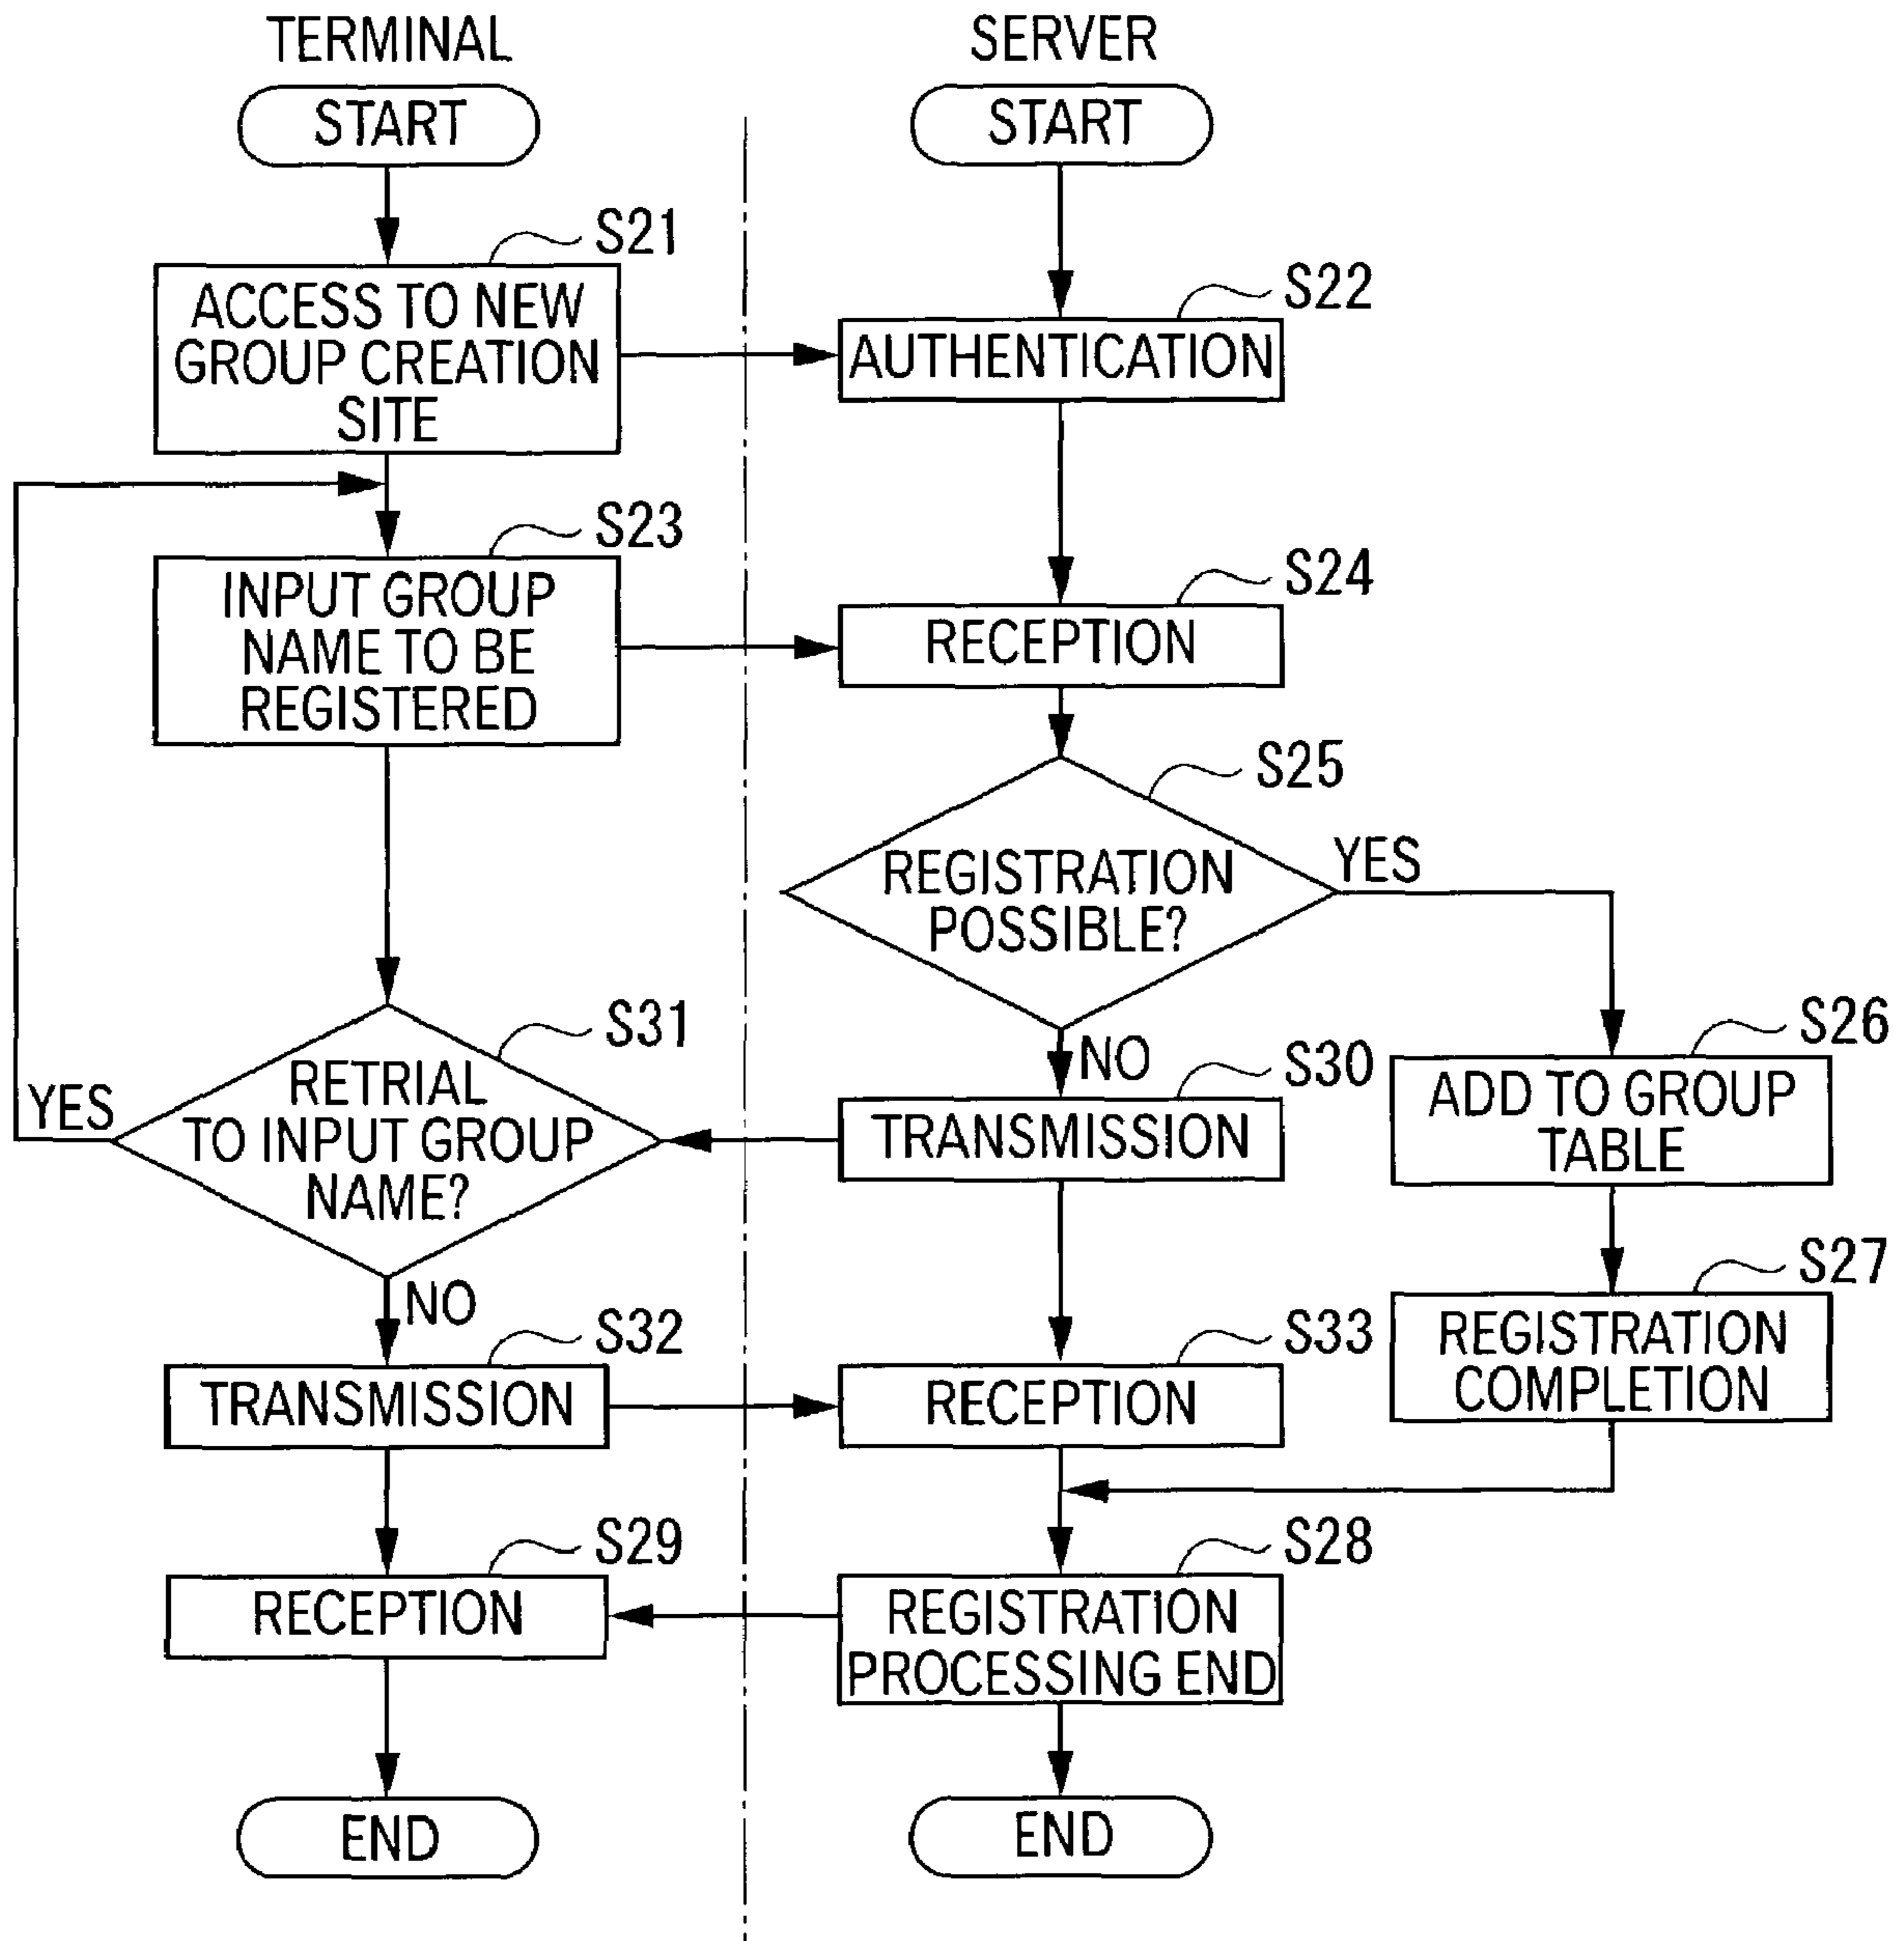 TERMINAL
SERVER
START
START
S21
ACCESS TO NEW
GROUP CREATION
SITE
S22
AUTHENTICATION
S23
INPUT GROUP
NAME TO BE
REGISTERED
S24
RECEPTION
S25
REGISTRATION
POSSIBLE?
YES
NO
S26
ADD TO GROUP
TABLE
S27
REGISTRATION
COMPLETION
S30
TRANSMISSION
S31
RETRIAL
TO INPUT GROUP
NAME?
YES
NO
S32
TRANSMISSION
S33
RECEPTION
S29
RECEPTION
S28
REGISTRATION
PROCESSING END
END
END